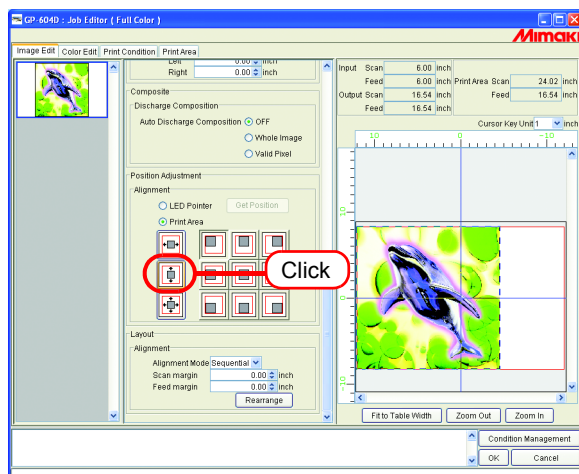 GP-604D : Job Editor ( Full Color )
Mimaki
Image Edit Color Edit Print Condition Print Area
Left 0.00 inch
Right 0.00 inch
Composite
Discharge Composition
Auto Discharge Composition OFF
Whole Image
Valid Pixel
Position Adjustment
Alignment
LED Pointer Get Position
Print Area
Click
Layout
Alignment
Alignment Mode Sequential
Scan margin 0.00 inch
Feed margin 0.00 inch
Rearrange
Input Scan 6.00 inch
Feed 6.00 inch Print Area Scan 24.02 inch
Output Scan 16.54 inch Feed 16.54 inch
Feed 16.54 inch
Cursor Key Unit 1 inch
10 0 -10
10
0
-10
Fit to Table Width Zoom Out Zoom In
Condition Management
OK Cancel